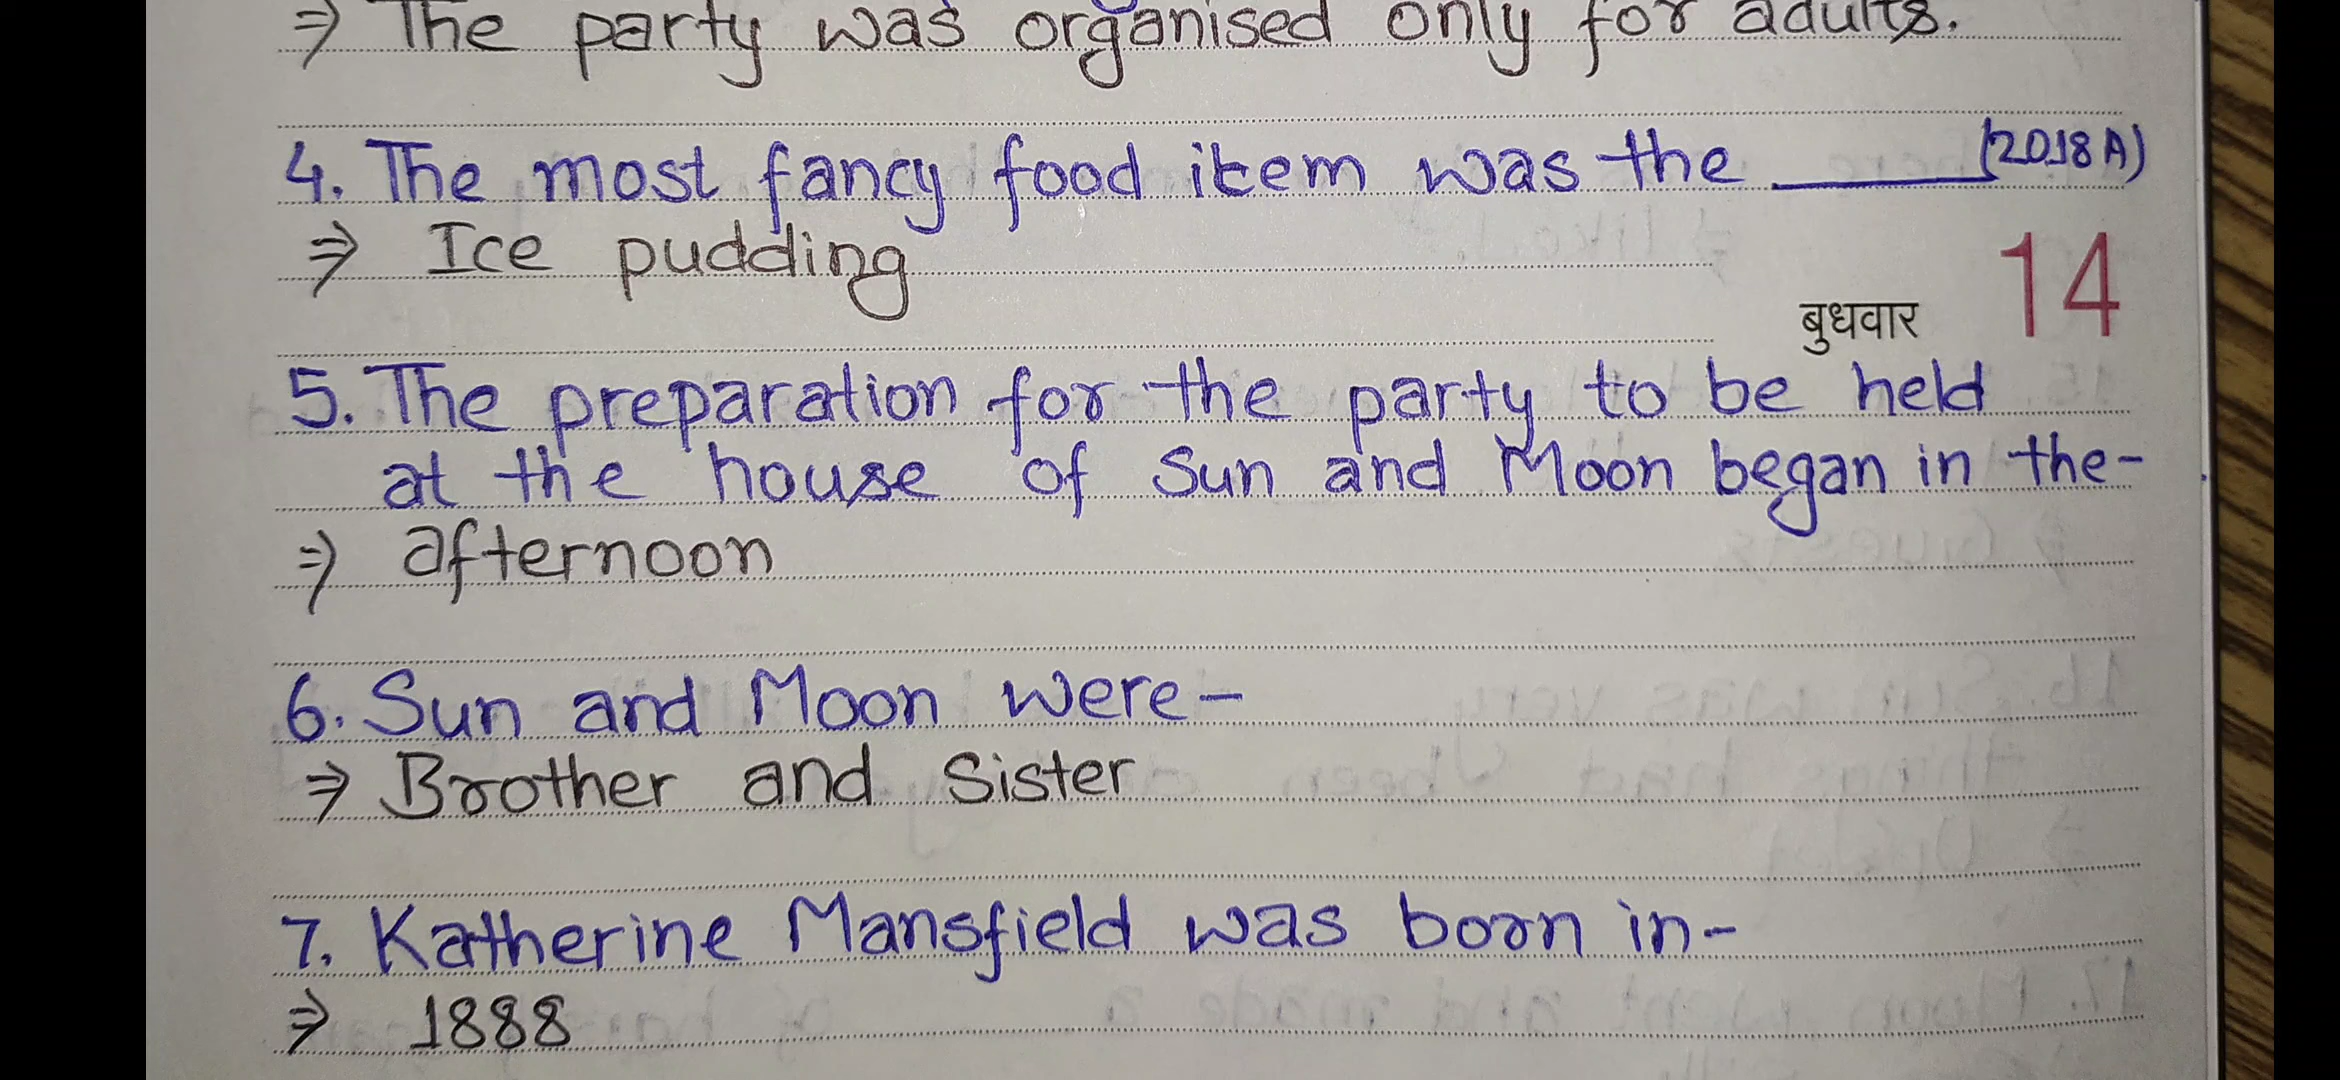 ⇒ The party was organised only for adults.
4. The most fancy food item was the ______ (2018A)
⇒ Ice pudding
बुधवार 14
5. The preparation for the party to be held
at the house of Sun and Moon began in the-
⇒ afternoon
6. Sun and Moon were-
⇒ Brother and Sister
7. Katherine Mansfield was born in-
⇒ 1888